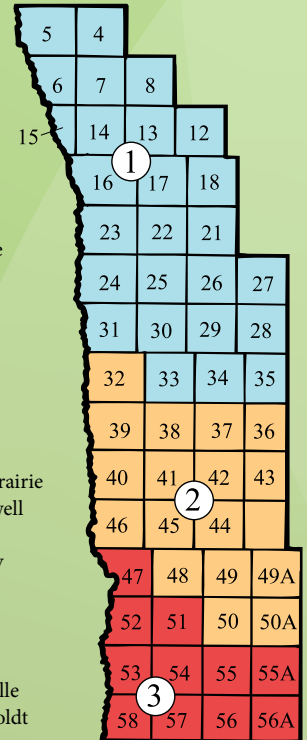 5 4
6 7 8
15 14 13 12
1
16 17 18
23 22 21
24 25 26 27
31 30 29 28
32 33 34 35
39 38 37 36
rairie
40 41 42 43
vell
2
46 45 44
47 48 49 49A
52 51 50 50A
53 54 55 55A
lle
3
oldt
58 57 56 56A